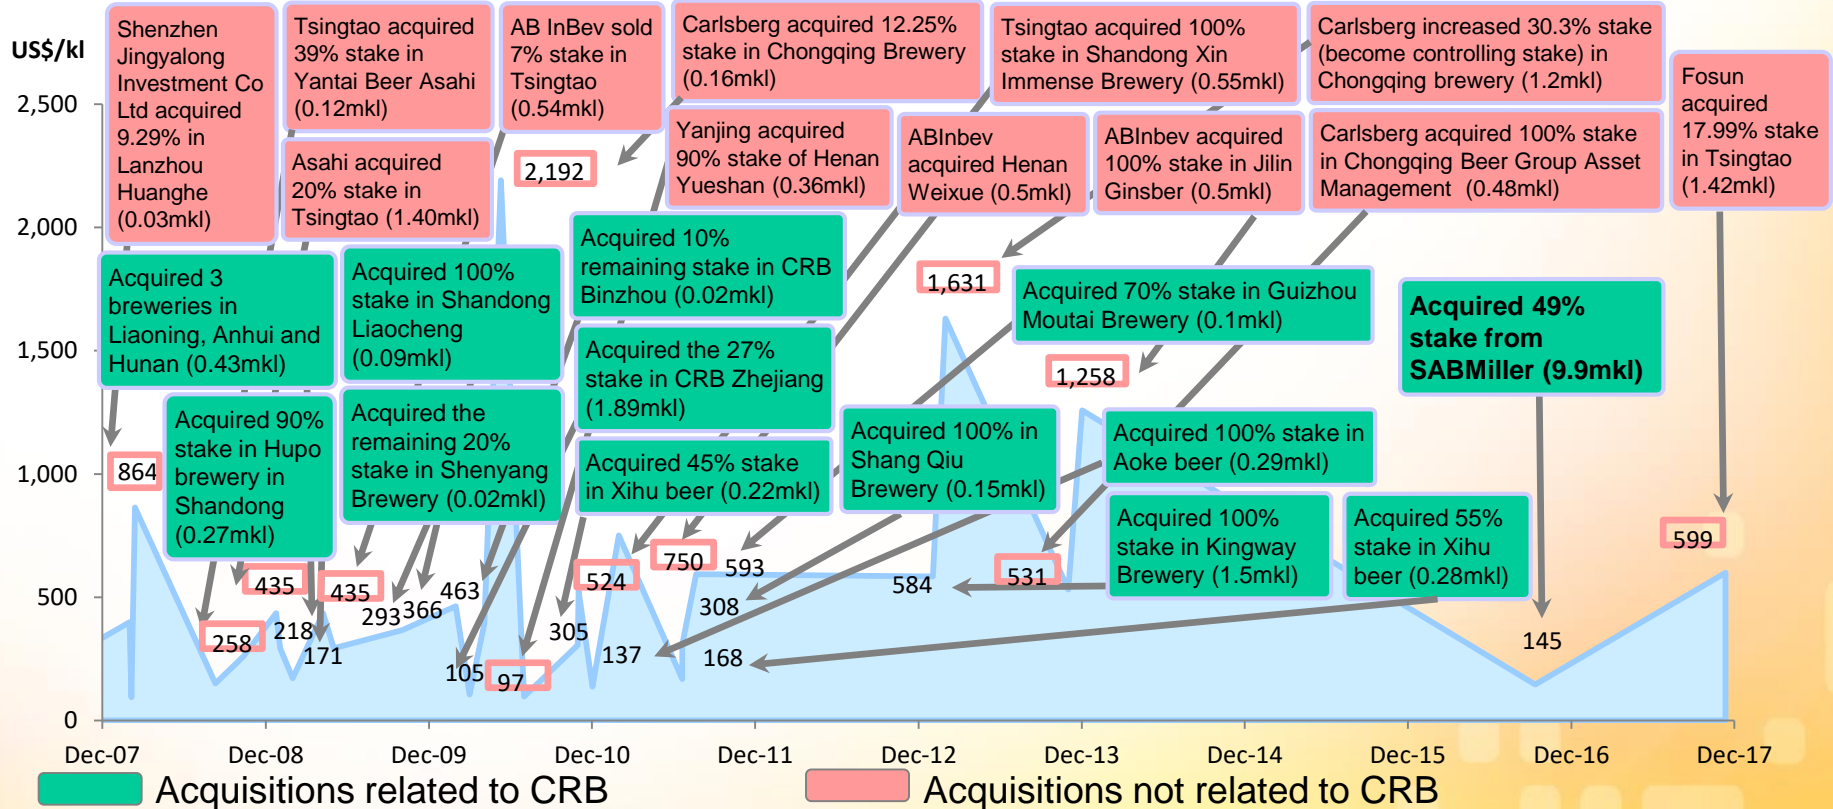 US$/kl
2,500
2,000
1,500
1,000
500
0
Shenzhen
Jingyalong
Investment Co
Ltd acquired
9.29% in
Lanzhou
Huanghe
(0.03mkl)
Tsingtao acquired
39% stake in
Yantai Beer Asahi
(0.12mkl)
AB InBev sold
7% stake in
Tsingtao
(0.54mkl)
Carlsberg acquired 12.25%
stake in Chongqing Brewery
(0.16mkl)
Tsingtao acquired 100%
stake in Shandong Xin
Immense Brewery (0.55mkl)
Carlsberg increased 30.3% stake
(become controlling stake) in
Chongqing brewery (1.2mkl)
Fosun
acquired
17.99% stake
in Tsingtao
(1.42mkl)
Asahi acquired
20% stake in
Tsingtao (1.40mkl)
Yanjing acquired
90% stake of Henan
Yueshan (0.36mkl)
ABInbev
acquired Henan
Weixue (0.5mkl)
ABInbev acquired
100% stake in Jilin
Ginsber (0.5mkl)
Carlsberg acquired 100% stake
in Chongqing Beer Group Asset
Management (0.48mkl)
Acquired 3
breweries in
Liaoning, Anhui and
Hunan (0.43mkl)
Acquired 100%
stake in Shandong
Liaocheng
(0.09mkl)
Acquired 10%
remaining stake in CRB
Binzhou (0.02mkl)
Acquired 70% stake in Guizhou
Moutai Brewery (0.1mkl)
Acquired 49%
stake from
SABMiller (9.9mkl)
Acquired the 27%
stake in CRB Zhejiang
(1.89mkl)
Acquired 90%
stake in Hupo
brewery in
Shandong
(0.27mkl)
Acquired the
remaining 20%
stake in Shenyang
Brewery (0.02mkl)
Acquired 45% stake
in Xihu beer (0.22mkl)
Acquired 100% in
Shang Qiu
Brewery (0.15mkl)
Acquired 100% stake in
Aoke beer (0.29mkl)
Acquired 100%
stake in Kingway
Brewery (1.5mkl)
Acquired 55%
stake in Xihu
beer (0.28mkl)
864
258
435
218
171
435
293
366
463
105
2,192
97
305
524
137
750
308
168
593
584
1,631
531
1,258
145
599
Dec-07
Dec-08
Dec-09
Dec-10
Dec-11
Dec-12
Dec-13
Dec-14
Dec-15
Dec-16
Dec-17
Acquisitions related to CRB
Acquisitions not related to CRB